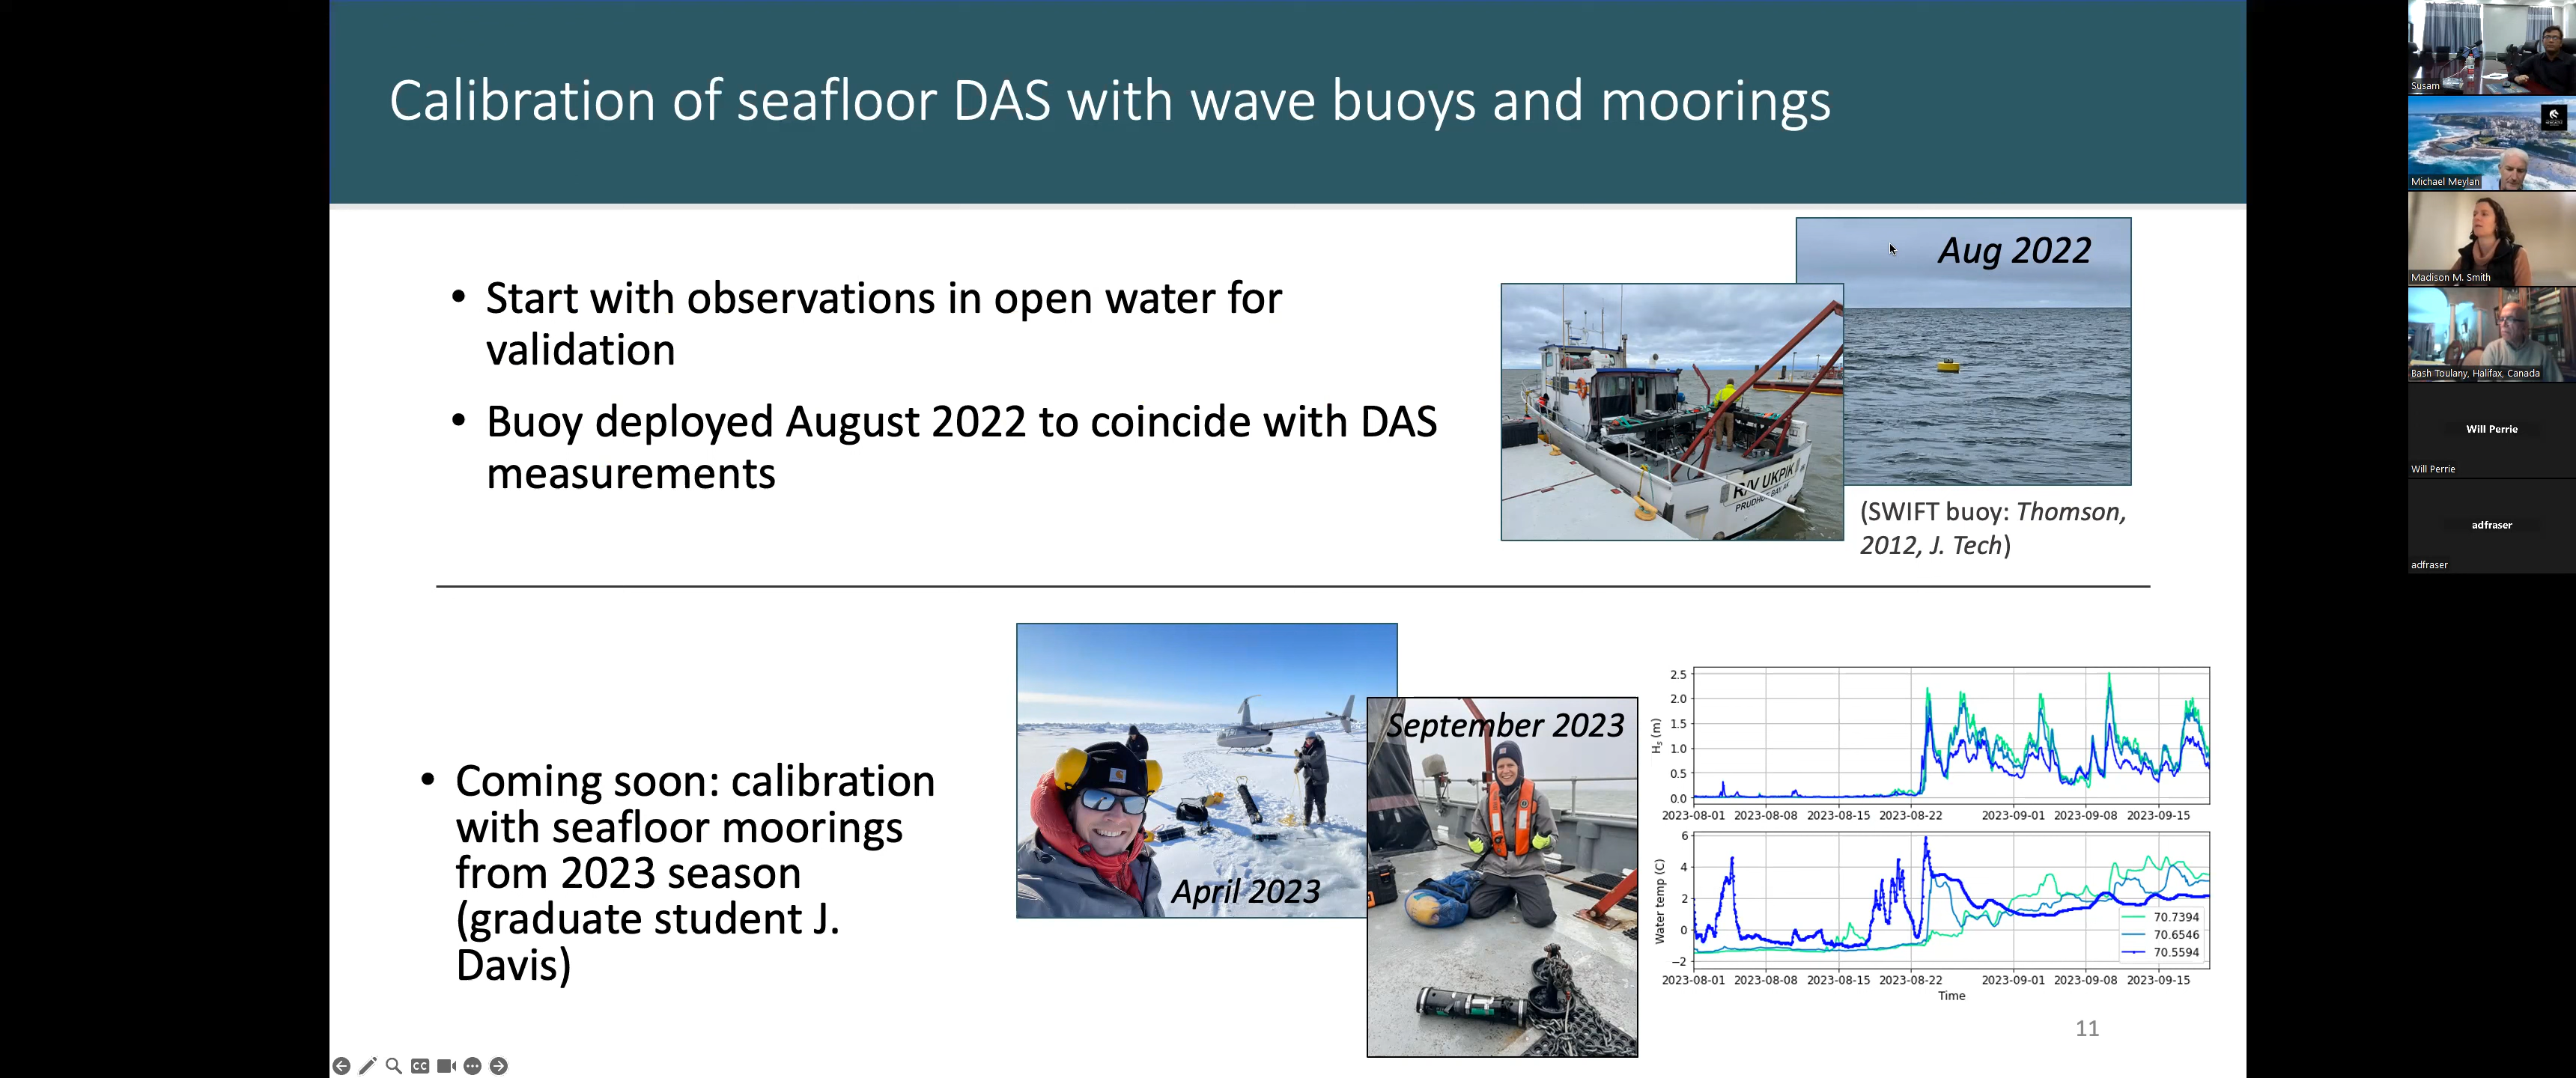 Calibration of seafloor DAS with wave buoys and moorings
• Start with observations in open water for
validation
• Buoy deployed August 2022 to coincide with DAS
measurements
Aug 2022
R/V UKPIK
PRUDHOE BAY, AK
(SWIFT buoy: Thomson,
2012, J. Tech)
• Coming soon: calibration
with seafloor moorings
from 2023 season
(graduate student J.
Davis)
April 2023
September 2023
Hs (m)
2.5
2.0
1.5
1.0
0.5
0.0
2023-08-01 2023-08-08 2023-08-15 2023-08-22 2023-09-01 2023-09-08 2023-09-15
Water temp (C)
6
4
2
0
−2
70.7394
70.6546
70.5594
2023-08-01 2023-08-08 2023-08-15 2023-08-22 2023-09-01 2023-09-08 2023-09-15
Time
11
CC
Susam
Michael Meylan
Madison M. Smith
Bash Toulany, Halifax, Canada
Will Perrie
Will Perrie
adfraser
adfraser